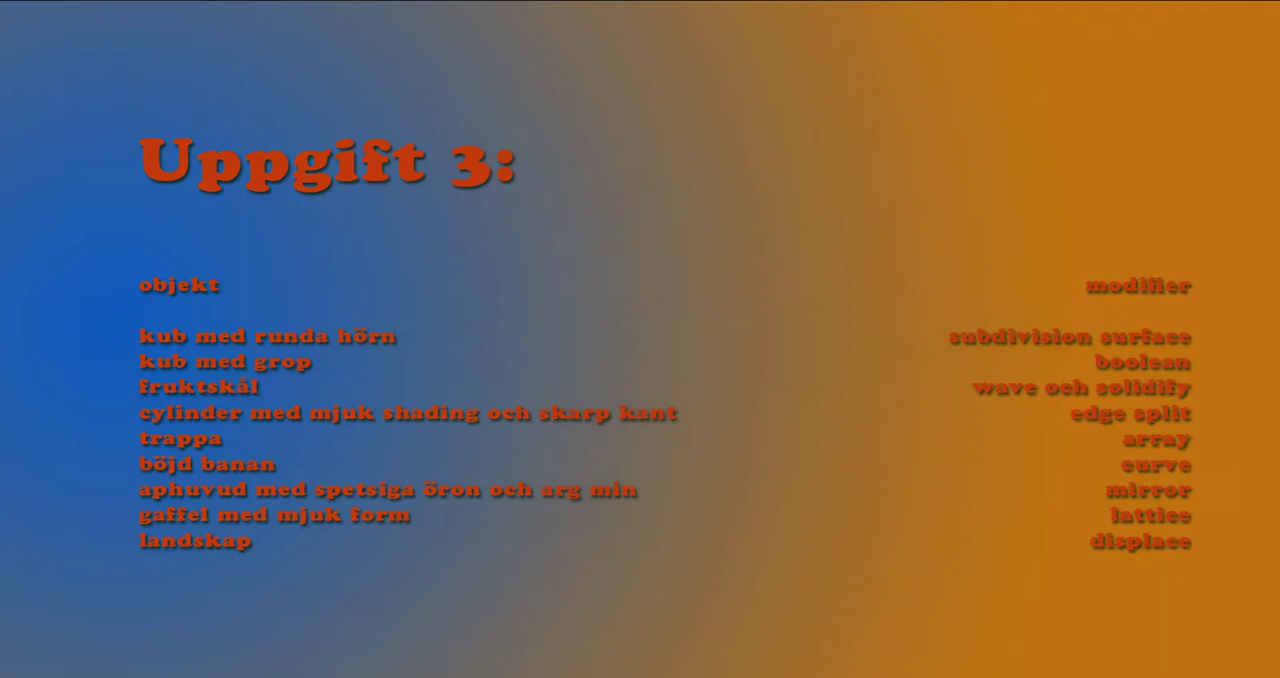 Uppgift 3:
objekt modifier
kub med runda hörn subdivision surface
kub med grop boolean
fruktskål wave och solidify
cylinder med mjuk shading och skarp kant edge split
trappa array
böjd banan curve
aphuvud med spetsiga öron och arg min mirror
gaffel med mjuk form lattice
landskap displace